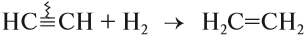 HC≡CH + H₂ → H₂C=CH₂